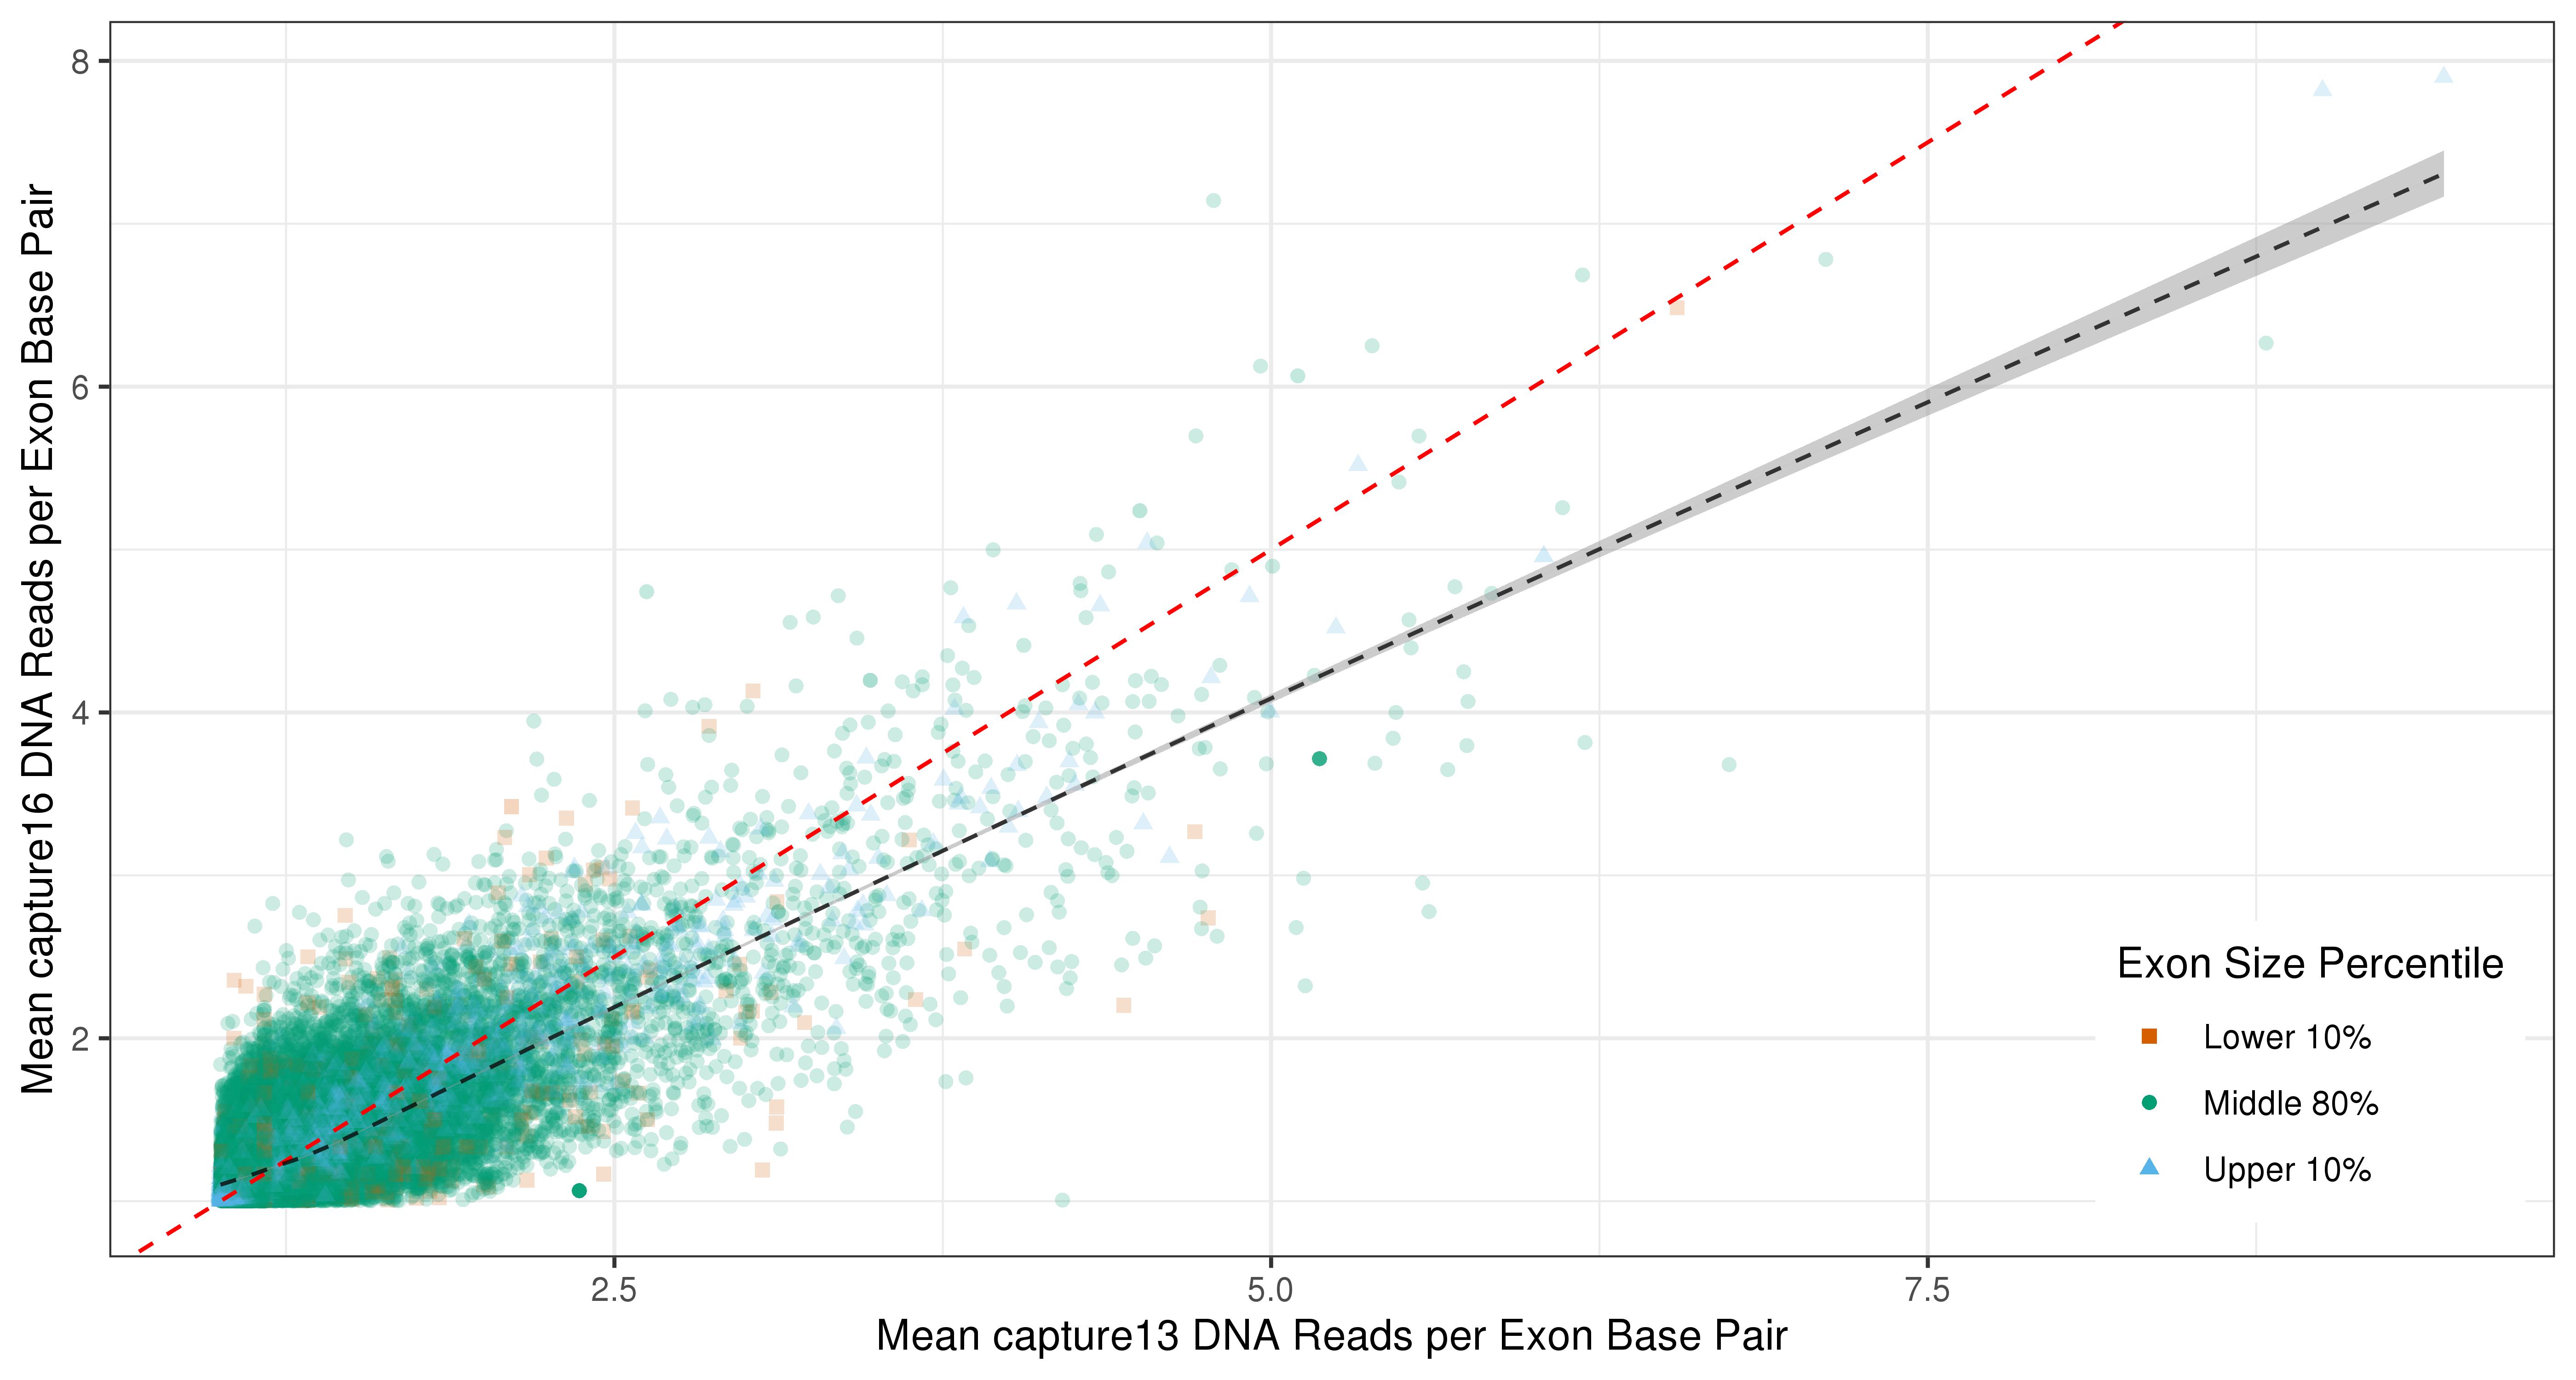 8
6
4
2
Mean capture16 DNA Reads per Exon Base Pair
2.5
5.0
7.5
Mean capture13 DNA Reads per Exon Base Pair
Exon Size Percentile
Lower 10%
Middle 80%
Upper 10%